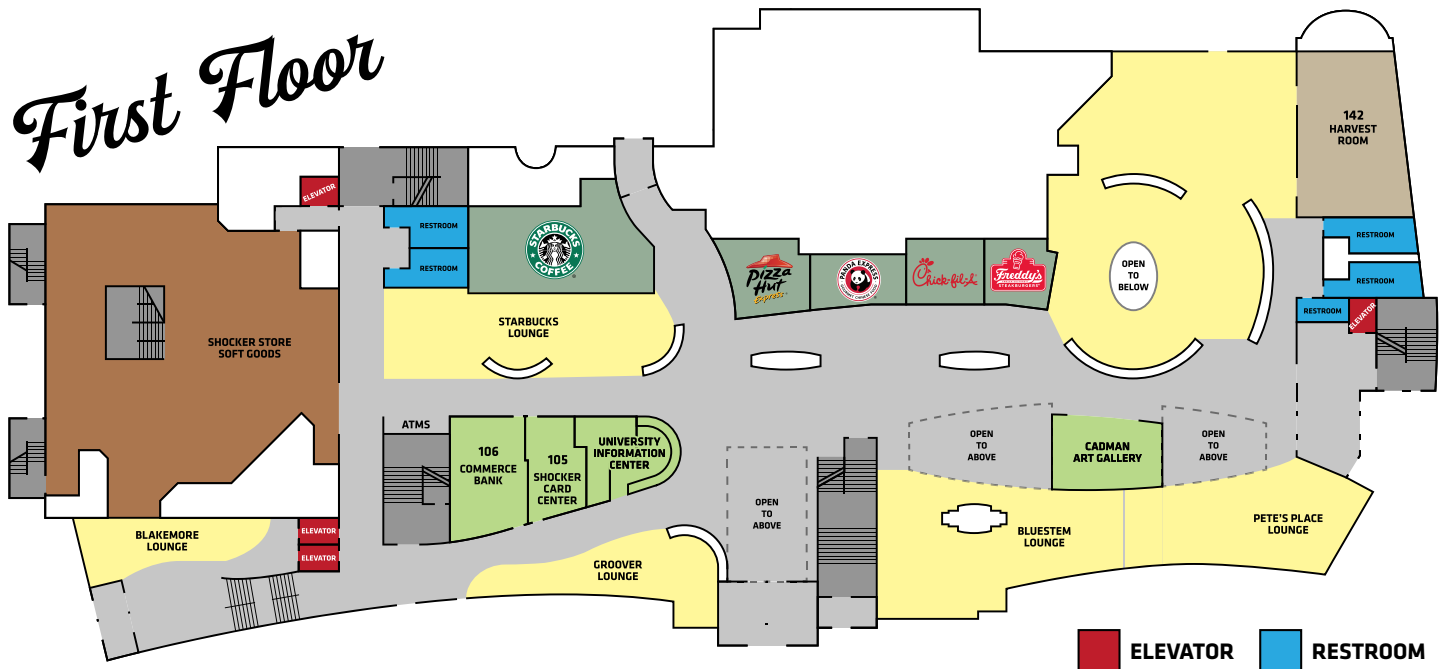 First Floor
142
HARVEST
ROOM
ELEVATOR
RESTROOM
RESTROOM
STARBUCKS
COFFEE
Pizza
Hut
Express
PANDA EXPRESS
GOURMET CHINESE FOOD
Chick-fil-A
Freddy's
STEAKBURGERS
OPEN
TO
BELOW
RESTROOM
RESTROOM
RESTROOM
ELEVATOR
STARBUCKS
LOUNGE
SHOCKER STORE
SOFT GOODS
ATMS
106
COMMERCE
BANK
105
SHOCKER
CARD
CENTER
UNIVERSITY
INFORMATION
CENTER
OPEN
TO
ABOVE
OPEN
TO
ABOVE
CADMAN
ART GALLERY
OPEN
TO
ABOVE
BLAKEMORE
LOUNGE
ELEVATOR
ELEVATOR
GROOVER
LOUNGE
BLUESTEM
LOUNGE
PETE'S PLACE
LOUNGE
ELEVATOR
RESTROOM